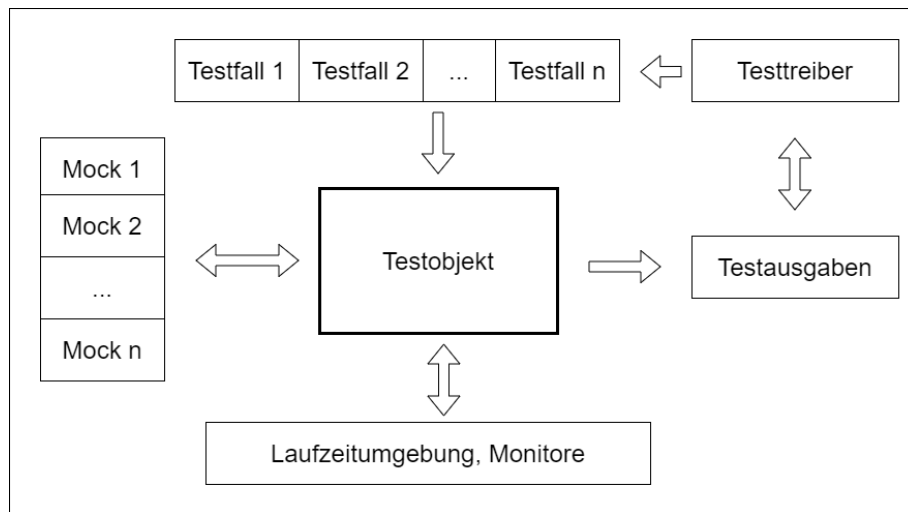 Testfall 1
Testfall 2
...
Testfall n
Testtreiber
Mock 1
Mock 2
...
Mock n
Testobjekt
Testausgaben
Laufzeitumgebung, Monitore